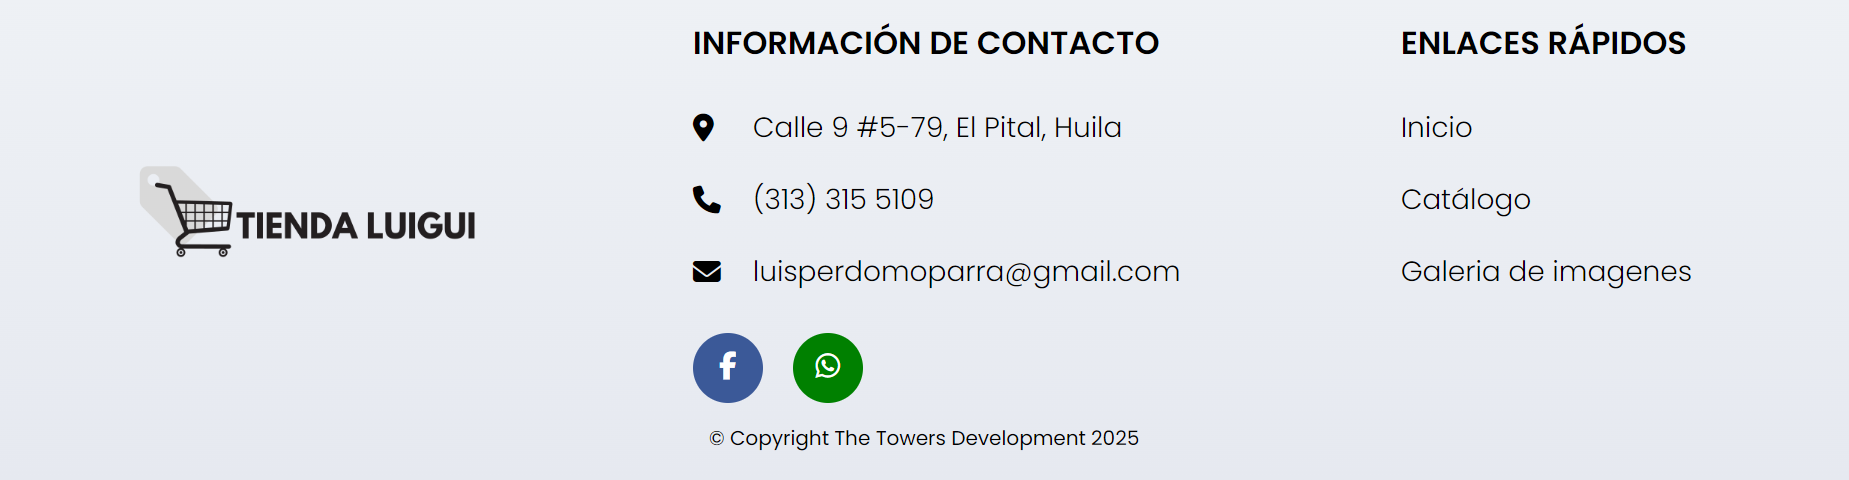 TIENDA LUIGUI
INFORMACIÓN DE CONTACTO
Calle 9 #5-79, El Pital, Huila
(313) 315 5109
luisperdomoparra@gmail.com
ENLACES RÁPIDOS
Inicio
Catálogo
Galeria de imagenes
© Copyright The Towers Development 2025